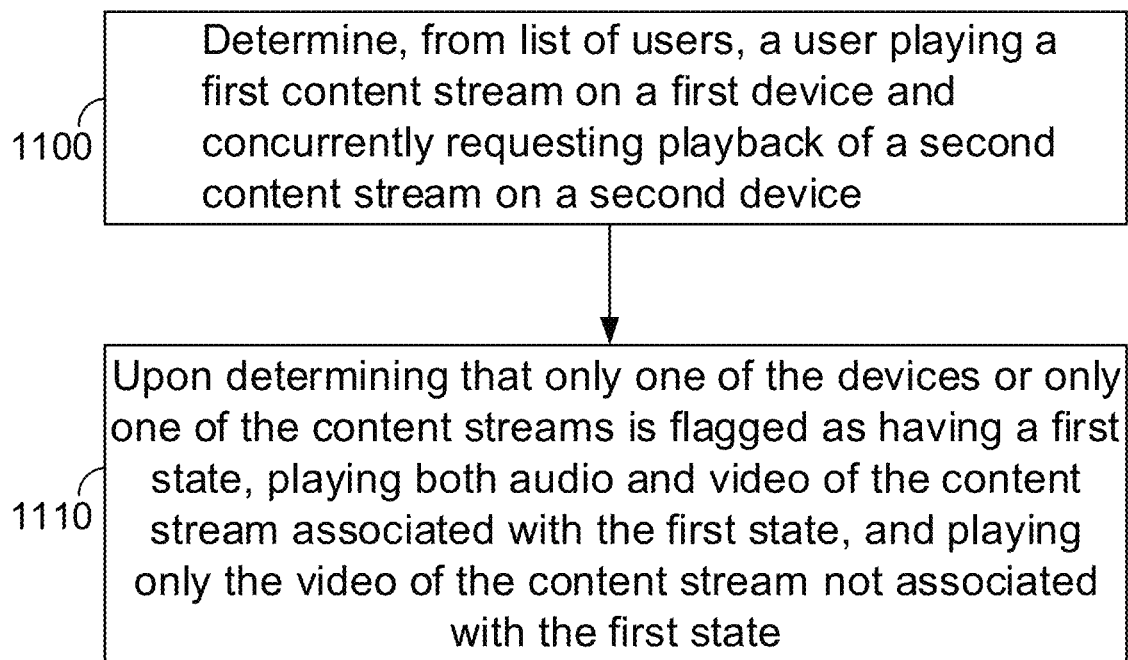 Determine, from list of users, a user playing a
first content stream on a first device and
concurrently requesting playback of a second
content stream on a second device
1100
Upon determining that only one of the devices or only
one of the content streams is flagged as having a first
state, playing both audio and video of the content
stream associated with the first state, and playing
only the video of the content stream not associated
with the first state
1110